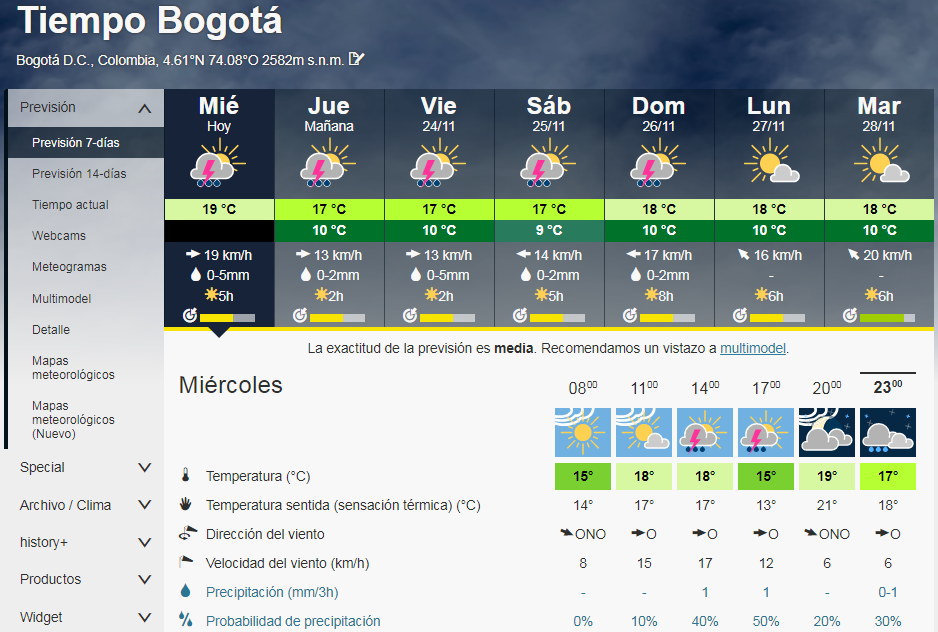 Tiempo Bogotá
Bogotá D.C., Colombia, 4.61°N 74.08°O 2582m s.n.m.
Previsión
Previsión 7-días
Previsión 14-días
Tiempo actual
Webcams
Meteogramas
Multimodel
Detalle
Mapas
meteorológicos
Mapas
meteorológicos
(Nuevo)
Special
Archivo / Clima
history+
Productos
Widget
Mié Jue Vie Sáb Dom Lun Mar
Hoy Mañana 24/11 25/11 26/11 27/11 28/11
19 °C 17 °C 17 °C 17 °C 18 °C 18 °C 18 °C
10 °C 10 °C 9 °C 10 °C 10 °C 10 °C
19 km/h 13 km/h 13 km/h 14 km/h 17 km/h 16 km/h 20 km/h
0-5mm 0-2mm 0-2mm 0-2mm 0-2mm - -
5h 2h 2h 5h 8h 6h 6h
La exactitud de la previsión es media. Recomendamos un vistazo a multimodel.
Miércoles 08⁰⁰ 11⁰⁰ 14⁰⁰ 17⁰⁰ 20⁰⁰ 23⁰⁰
Temperatura (°C) 15° 18° 18° 15° 19° 17°
Temperatura sentida (sensación térmica) (°C) 14° 17° 17° 13° 21° 18°
Dirección del viento ONO O O O ONO O
Velocidad del viento (km/h) 8 15 17 12 6 6
Precipitación (mm/3h) - - 1 1 - 0-1
Probabilidad de precipitación 0% 10% 40% 50% 20% 30%